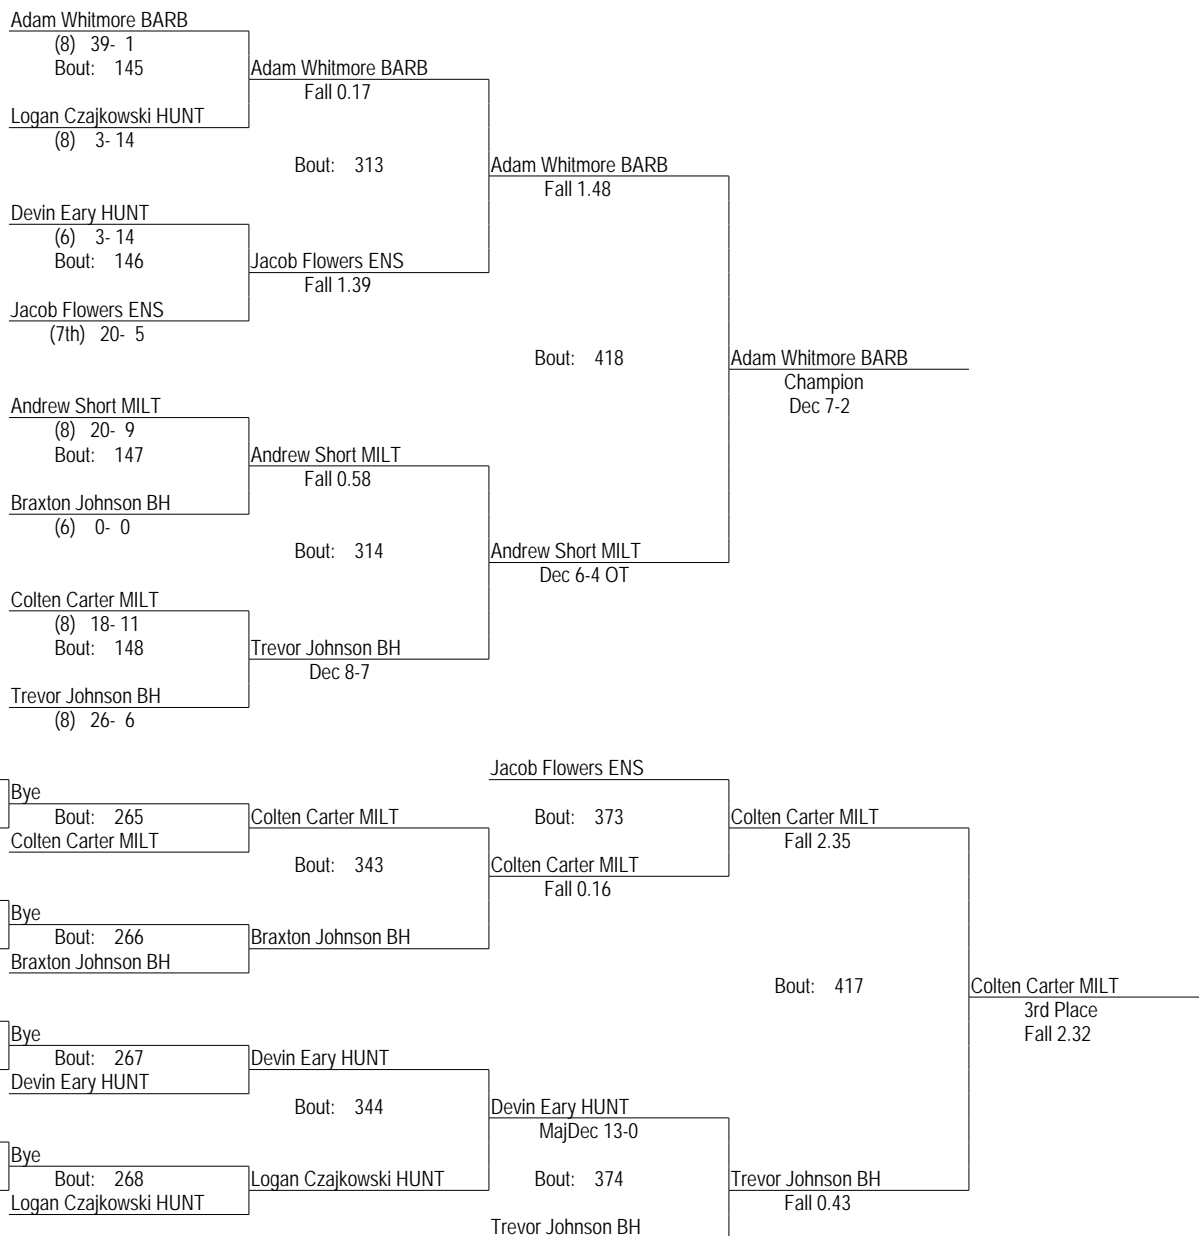 Adam Whitmore BARB
(8) 39- 1
Bout: 145
Adam Whitmore BARB
Fall 0.17
Logan Czajkowski HUNT
(8) 3- 14
Bout: 313
Adam Whitmore BARB
Fall 1.48
Devin Eary HUNT
(6) 3- 14
Bout: 146
Jacob Flowers ENS
Fall 1.39
Jacob Flowers ENS
(7th) 20- 5
Bout: 418
Adam Whitmore BARB
Champion
Dec 7-2
Andrew Short MILT
(8) 20- 9
Bout: 147
Andrew Short MILT
Fall 0.58
Braxton Johnson BH
(6) 0- 0
Bout: 314
Andrew Short MILT
Dec 6-4 OT
Colten Carter MILT
(8) 18- 11
Bout: 148
Trevor Johnson BH
Dec 8-7
Trevor Johnson BH
(8) 26- 6
Jacob Flowers ENS
Bye
Bout: 265
Colten Carter MILT
Colten Carter MILT
Bout: 373
Colten Carter MILT
Fall 2.35
Bout: 343
Colten Carter MILT
Fall 0.16
Bye
Bout: 266
Braxton Johnson BH
Braxton Johnson BH
Bout: 417
Colten Carter MILT
3rd Place
Fall 2.32
Bye
Bout: 267
Devin Eary HUNT
Devin Eary HUNT
Bout: 344
Devin Eary HUNT
MajDec 13-0
Bye
Bout: 268
Logan Czajkowski HUNT
Logan Czajkowski HUNT
Bout: 374
Trevor Johnson BH
Fall 0.43
Trevor Johnson BH